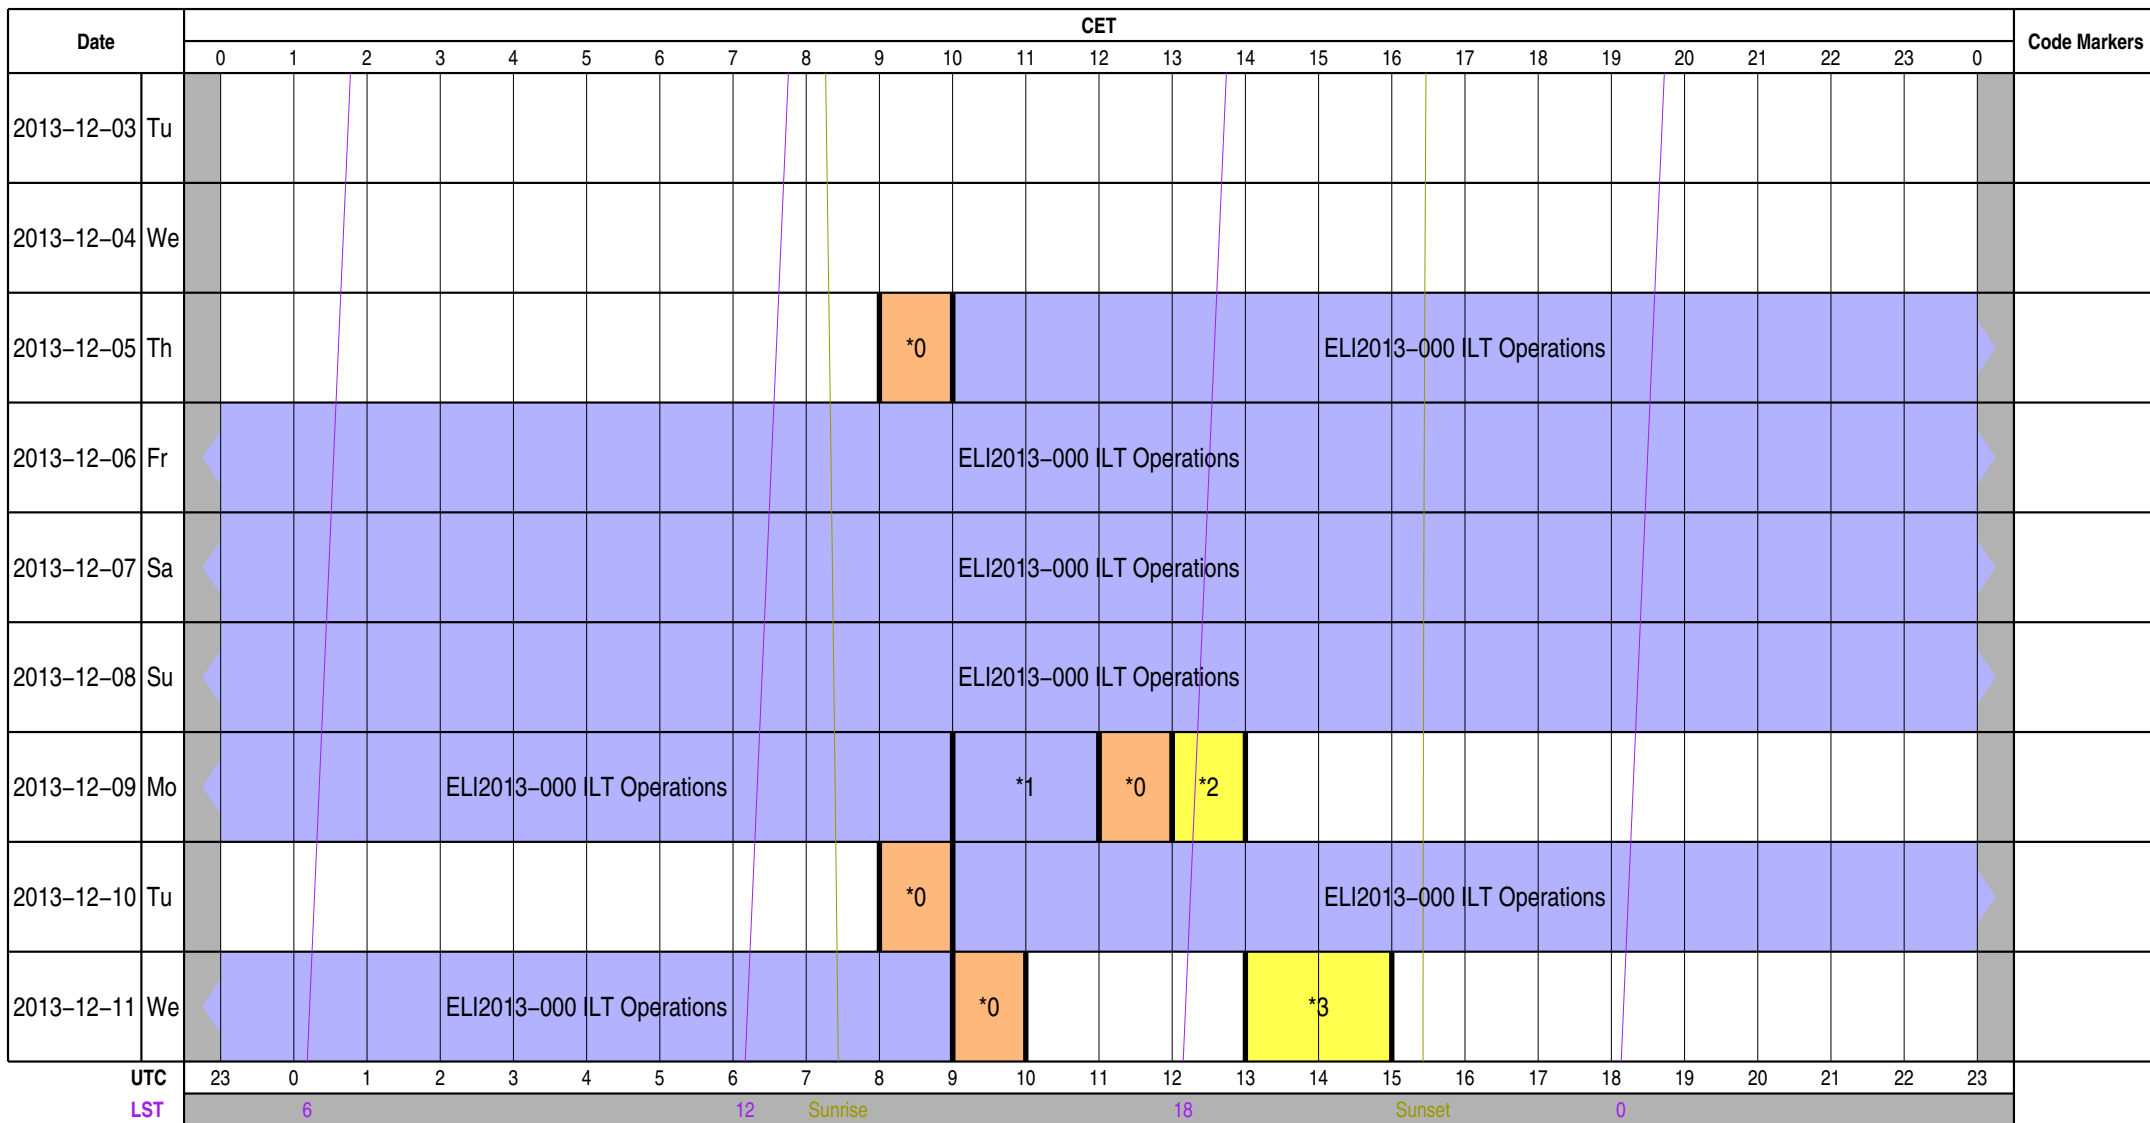 Date CET Code Markers
0 1 2 3 4 5 6 7 8 9 10 11 12 13 14 15 16 17 18 19 20 21 22 23 0
2013−12−03 Tu
2013−12−04 We
2013−12−05 Th *0 ELI2013−000 ILT Operations
2013−12−06 Fr ELI2013−000 ILT Operations
2013−12−07 Sa ELI2013−000 ILT Operations
2013−12−08 Su ELI2013−000 ILT Operations
2013−12−09 Mo ELI2013−000 ILT Operations *1 *0 *2
2013−12−10 Tu *0 ELI2013−000 ILT Operations
2013−12−11 We ELI2013−000 ILT Operations *0 *3
UTC 23 0 1 2 3 4 5 6 7 8 9 10 11 12 13 14 15 16 17 18 19 20 21 22 23
LST 6 12 Sunrise 18 Sunset 0